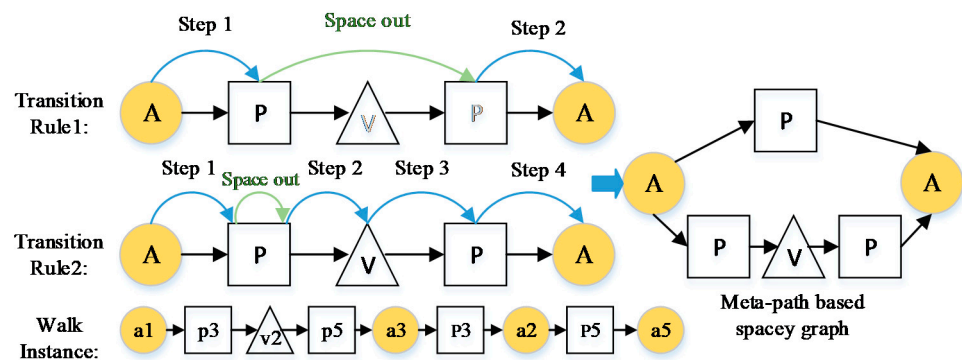 Step 1
Space out
Step 2
Transition
Rule1:
A
P
V
P
A
Step 1
Space out
Step 2
Step 3
Step 4
Transition
Rule2:
A
P
V
P
A
Walk
Instance:
a1
p3
v2
p5
a3
P3
a2
P5
a5
P
A
A
P
V
P
Meta-path based
spacey graph